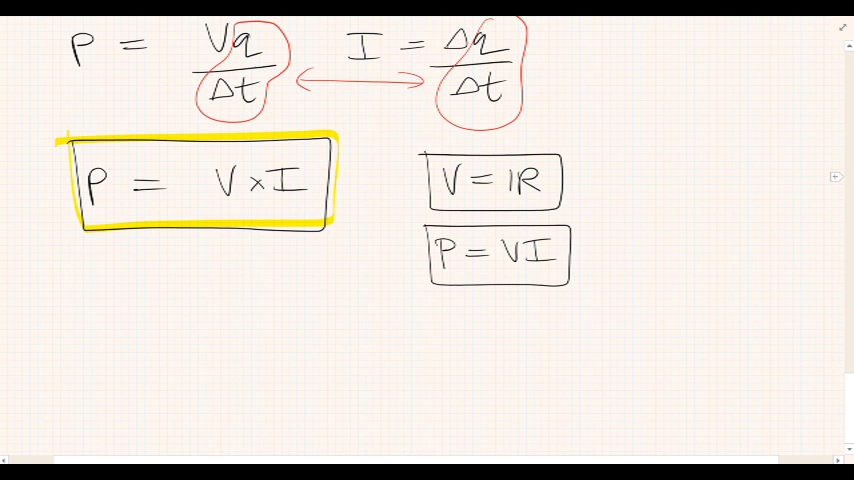 P = Vq/Δt I = Δq/Δt
P = V×I
V = IR
P = VI